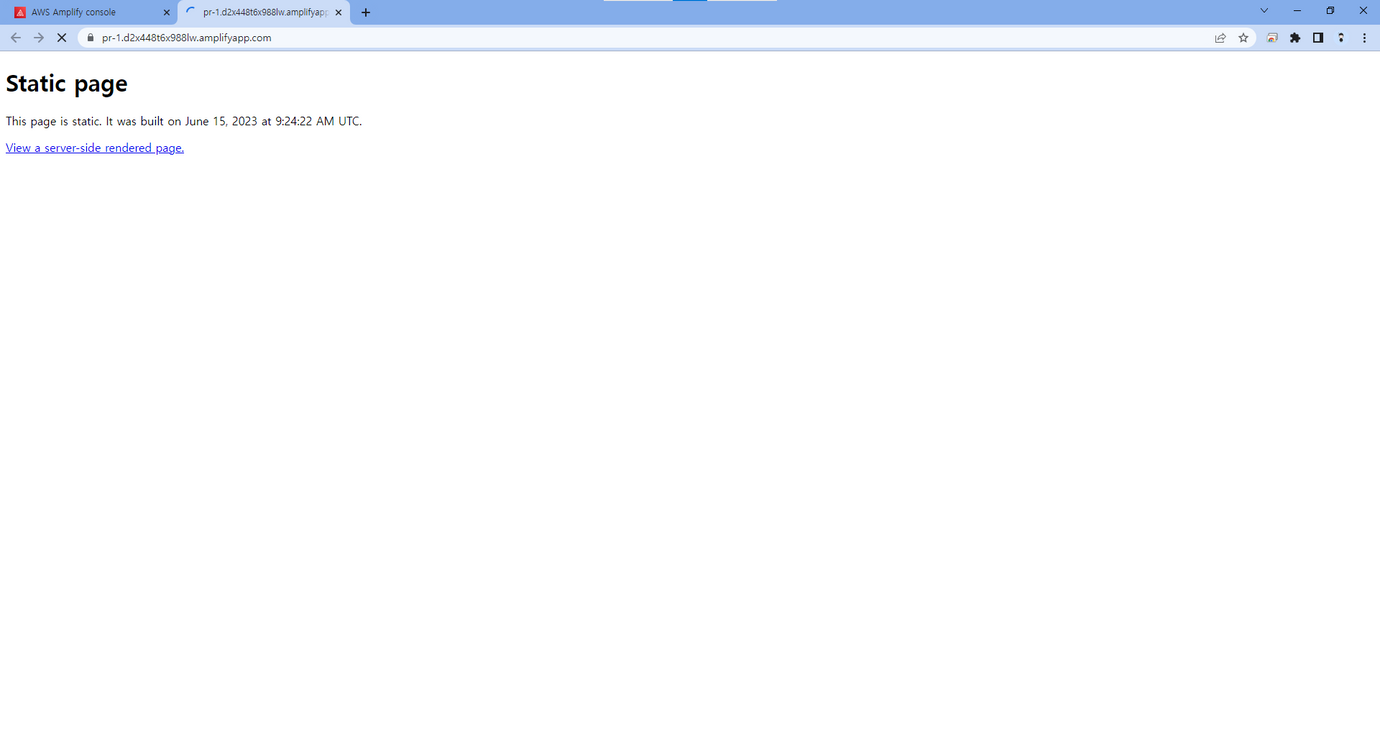 AWS Amplify console
pr-1.d2x448t6x988lw.amplifyapp
pr-1.d2x448t6x988lw.amplifyapp.com
Static page
This page is static. It was built on June 15, 2023 at 9:24:22 AM UTC.
View a server-side rendered page.